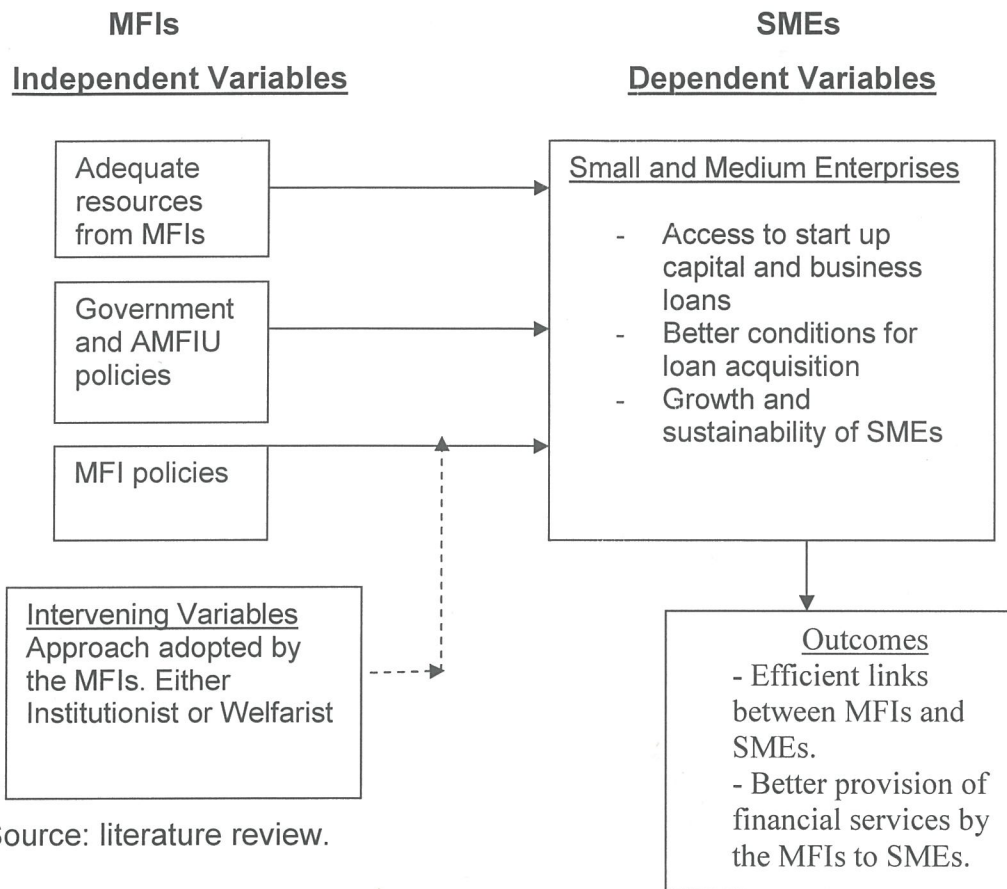 MFIs
Independent Variables
Adequate
resources
from MFIs
Government
and AMFIU
policies
MFI policies
Intervening Variables
Approach adopted by
the MFIs. Either
Institutionist or Welfarist
SMEs
Dependent Variables
Small and Medium Enterprises
- Access to start up
capital and business
loans
- Better conditions for
loan acquisition
- Growth and
sustainability of SMEs
Outcomes
- Efficient links
between MFIs and
SMEs.
- Better provision of
financial services by
the MFIs to SMEs.
Source: literature review.